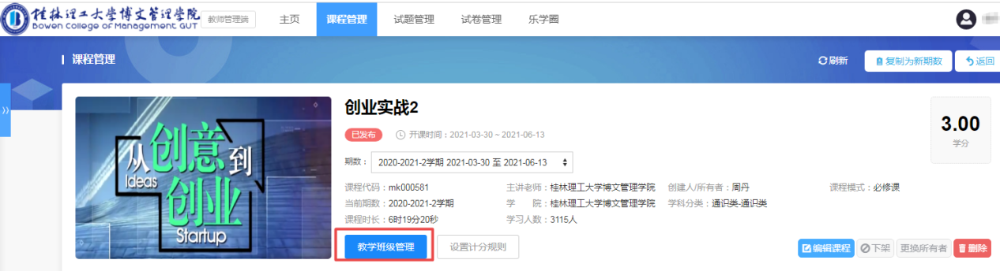 桂林理工大学博文管理学院
Bowen College of Management GUT
教师管理端
主页
课程管理
试题管理
试卷管理
乐学圈
课程管理
刷新
复制为新期数
返回
从创意到
Ideas
创业
Startup
创业实战2
已发布
开课时间：2021-03-30 ~ 2021-06-13
3.00
学分
期数：
2020-2021-2学期 2021-03-30 至 2021-06-13
课程代码：mk000581
主讲老师：桂林理工大学博文管理学院
创建人/所有者：周丹
课程模式：必修课
当前期数：2020-2021-2学期
学 院：桂林理工大学博文管理学院
学科分类：通识类-通识类
课程时长：6时19分20秒
学习人数：3115人
教学班级管理
设置计分规则
编辑课程
下架
更换所有者
删除